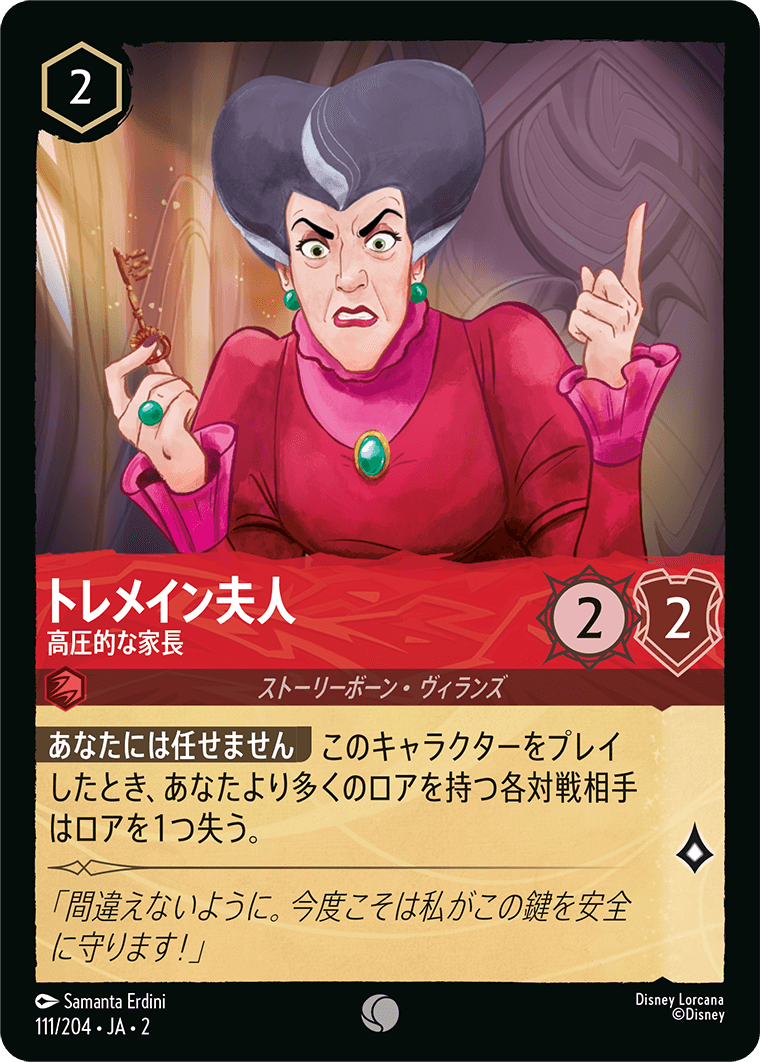 2
トレメイン夫人
高圧的な家長
2
2
ストーリーボーン・ヴィランズ
あなたには任せません このキャラクターをプレイ
したとき、あなたより多くのロアを持つ各対戦相手
はロアを1つ失う。
「間違えないように。今度こそは私がこの鍵を安全
に守ります!」
Samanta Erdini
111/204・JA・2
Disney Lorcana
©Disney